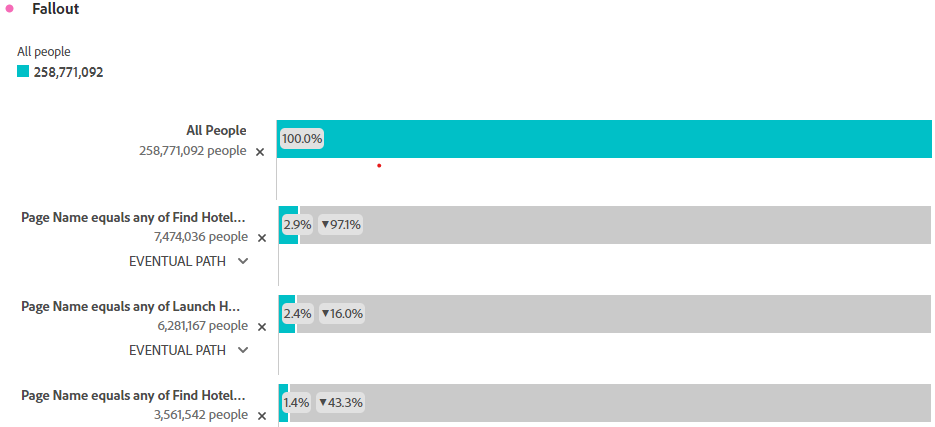 Fallout
All people
258,771,092
All People
258,771,092 people ×
100.0%
Page Name equals any of Find Hotel...
7,474,036 people ×
2.9% ▼97.1%
EVENTUAL PATH
Page Name equals any of Launch H...
6,281,167 people ×
2.4% ▼16.0%
EVENTUAL PATH
Page Name equals any of Find Hotel...
3,561,542 people ×
1.4% ▼43.3%